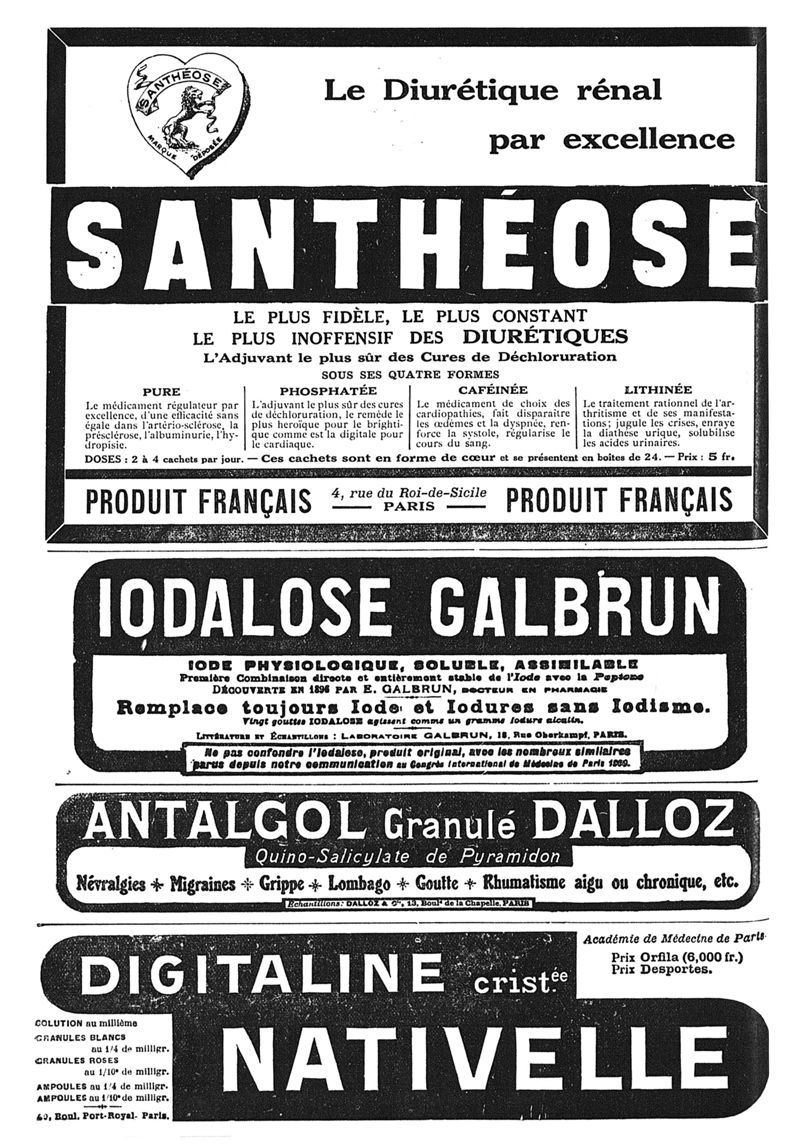 SANTHÉOSE
MARQUE DÉPOSÉE
Le Diurétique rénal
par excellence
SANTHÉOSE
LE PLUS FIDÈLE, LE PLUS CONSTANT
LE PLUS INOFFENSIF DES DIURÉTIQUES
L'Adjuvant le plus sûr des Cures de Déchloruration
SOUS SES QUATRE FORMES
PURE
Le médicament régulateur par
excellence, d'une efficacité sans
égale dans l'artério-sclérose, la
présclérose, l'albuminurie, l'hy-
dropisie.
PHOSPHATÉE
L'adjuvant le plus sûr des cures
de déchloruration, le remède le
plus heroïque pour le brighti-
que comme est la digitale pour
le cardiaque.
CAFÉINÉE
Le médicament de choix des
cardiopathies, fait disparaitre
les œdèmes et la dyspnée, ren-
force la systole, régularise le
cours du sang.
LITHINÉE
Le traitement rationnel de l'ar-
thritisme et de ses manifesta-
tions; jugule les crises, enraye
la diathèse urique, solubilise
les acides urinaires.
DOSES : 2 à 4 cachets par jour. — Ces cachets sont en forme de cœur et se présentent en boites de 24. — Prix : 5 fr.
PRODUIT FRANÇAIS 4, rue du Roi-de-Sicile PRODUIT FRANÇAIS
— PARIS —
IODALOSE GALBRUN
IODE PHYSIOLOGIQUE, SOLUBLE, ASSIMILABLE
Première Combinaison directe et entièrement stable de l'Iode avec la Peptone
DÉCOUVERTE EN 1896 PAR E. GALBRUN, DOCTEUR EN PHARMACIE
Remplace toujours Iode et Iodures sans Iodisme.
Vingt gouttes IODALOSE agissent comme un gramme Iodure alcalin.
LITTÉRATURE ET ÉCHANTILLONS : LABORATOIRE GALBRUN, 18, Rue Oberkampf, PARIS.
Ne pas confondre l'Iodalose, produit original, avec les nombreux similaires
parus depuis notre communication au Congrès International de Médecine de Paris 1900.
ANTALGOL Granulé DALLOZ
Quino-Salicylate de Pyramidon
Névralgies ✳ Migraines ✳ Grippe ✳ Lombago ✳ Goutte ✳ Rhumatisme aigu ou chronique, etc.
Échantillons: DALLOZ & Cie, 13, Boul.d de la Chapelle, PARIS
DIGITALINE crist.ée
Académie de Médecine de Paris
Prix Orfila (6,000 fr.)
Prix Desportes.
NATIVELLE
SOLUTION au millième
GRANULES BLANCS
au 1/4 de milligr.
GRANULES ROSES
au 1/10e de milligr.
AMPOULES au 1/4 de milligr.
AMPOULES au 1/10e de milligr.
49, Boul. Port-Royal- Paris.